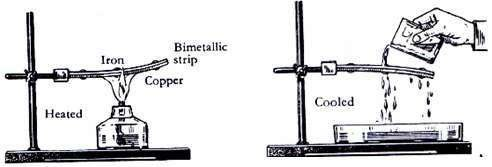 Iron
Bimetallic
strip
Copper
Heated
Cooled